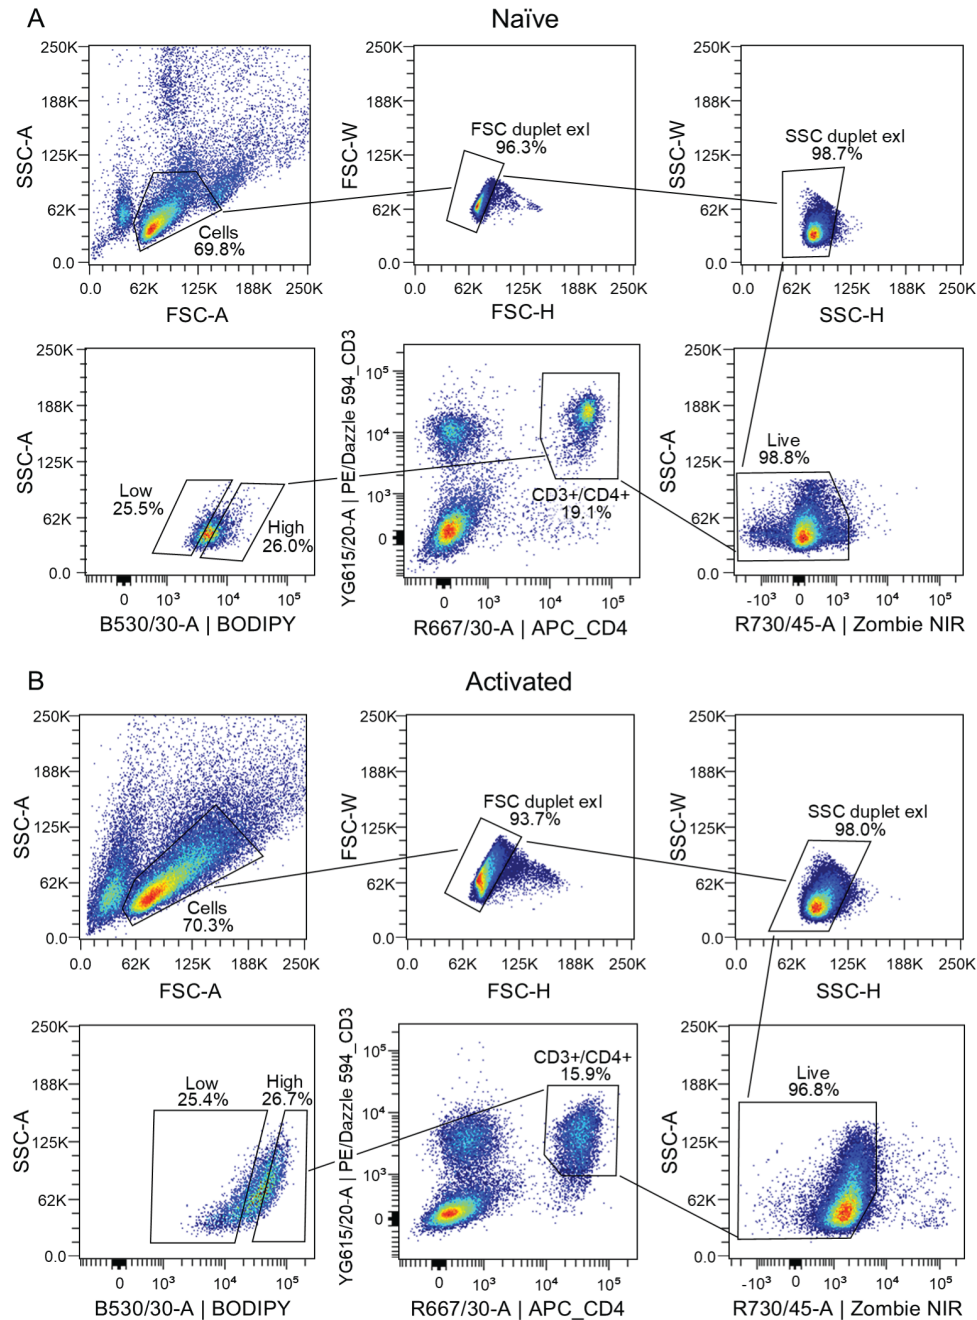 A
Naïve
250K
188K
125K
62K
0.0
SSC-A
Cells
69.8%
0.0 62K 125K 188K 250K
FSC-A
250K
188K
125K
62K
0.0
FSC-W
FSC duplet exl
96.3%
0.0 62K 125K 188K 250K
FSC-H
250K
188K
125K
62K
0.0
SSC-W
SSC duplet exl
98.7%
0.0 62K 125K 188K 250K
SSC-H
250K
188K
125K
62K
0.0
SSC-A
Low
25.5%
High
26.0%
0 10³ 10⁴ 10⁵
B530/30-A | BODIPY
YG615/20-A | PE/Dazzle 594_CD3
10⁵
10⁴
10³
0
CD3+/CD4+
19.1%
0 10³ 10⁴ 10⁵
R667/30-A | APC_CD4
250K
188K
125K
62K
0.0
SSC-A
Live
98.8%
-10³ 0 10³ 10⁴ 10⁵
R730/45-A | Zombie NIR
B
Activated
250K
188K
125K
62K
0.0
SSC-A
Cells
70.3%
0.0 62K 125K 188K 250K
FSC-A
250K
188K
125K
62K
0.0
FSC-W
FSC duplet exl
93.7%
0.0 62K 125K 188K 250K
FSC-H
250K
188K
125K
62K
0.0
SSC-W
SSC duplet exl
98.0%
0.0 62K 125K 188K 250K
SSC-H
250K
188K
125K
62K
0.0
SSC-A
Low
25.4%
High
26.7%
0 10³ 10⁴ 10⁵
B530/30-A | BODIPY
YG615/20-A | PE/Dazzle 594_CD3
10⁵
10⁴
10³
0
CD3+/CD4+
15.9%
0 10³ 10⁴ 10⁵
R667/30-A | APC_CD4
250K
188K
125K
62K
0.0
SSC-A
Live
96.8%
-10³ 0 10³ 10⁴ 10⁵
R730/45-A | Zombie NIR